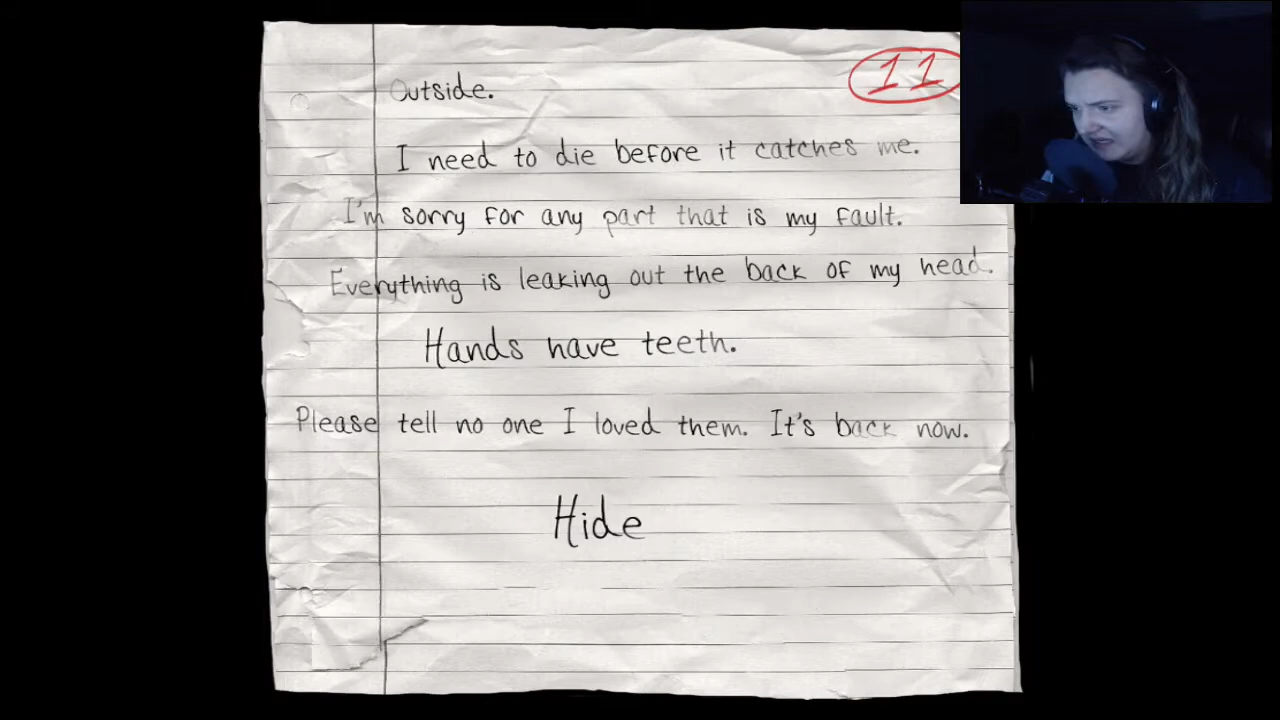 11
Outside.
I need to die before it catches me.
I'm sorry for any part that is my fault.
Everything is leaking out the back of my head.
Hands have teeth.
Please tell no one I loved them. It's back now.
Hide